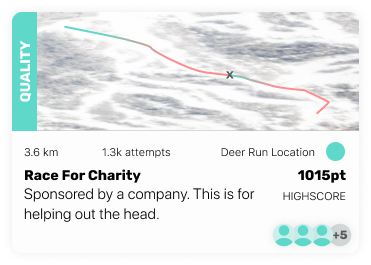 QUALITY
x
3.6 km 1.3k attempts Deer Run Location
Race For Charity 1015pt
Sponsored by a company. This is for
helping out the head.
HIGHSCORE
+5